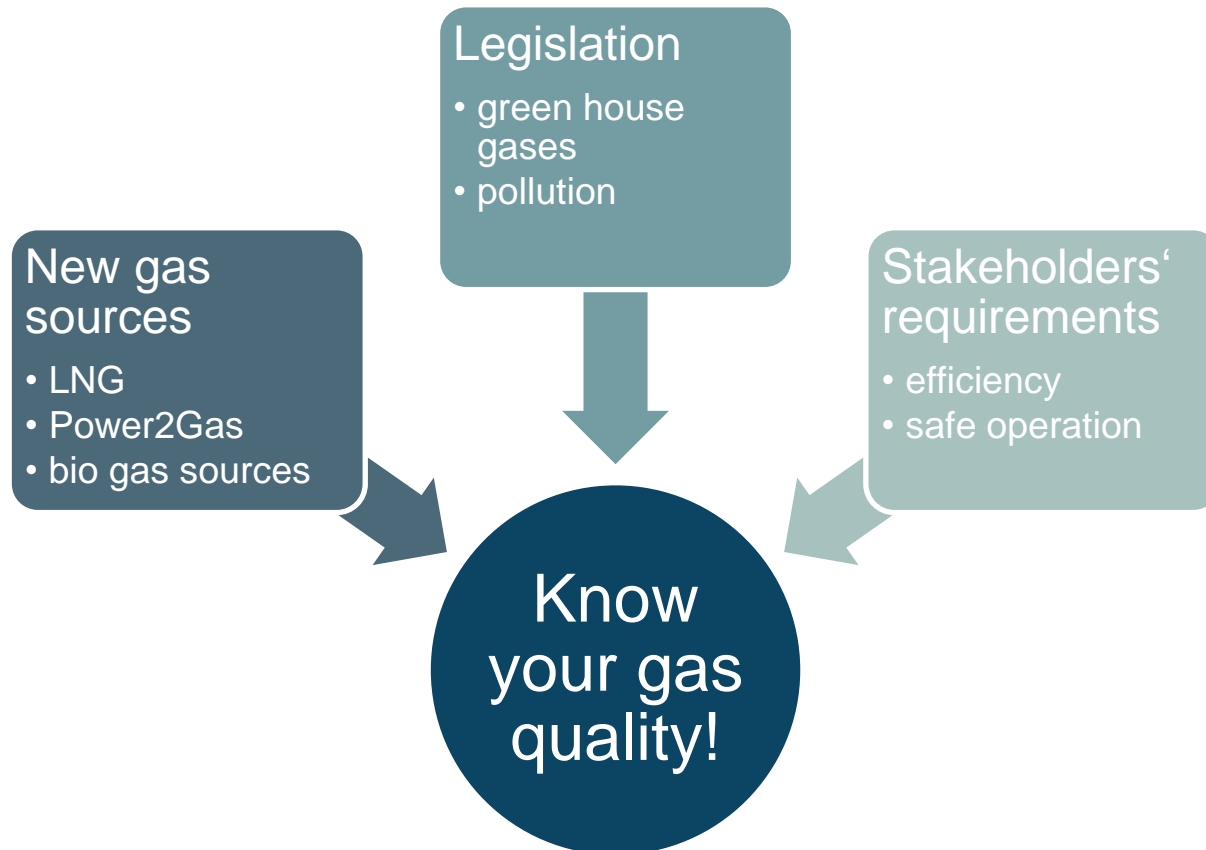 Legislation
• green house
gases
• pollution
New gas
sources
• LNG
• Power2Gas
• bio gas sources
Stakeholders‘
requirements
• efficiency
• safe operation
Know
your gas
quality!